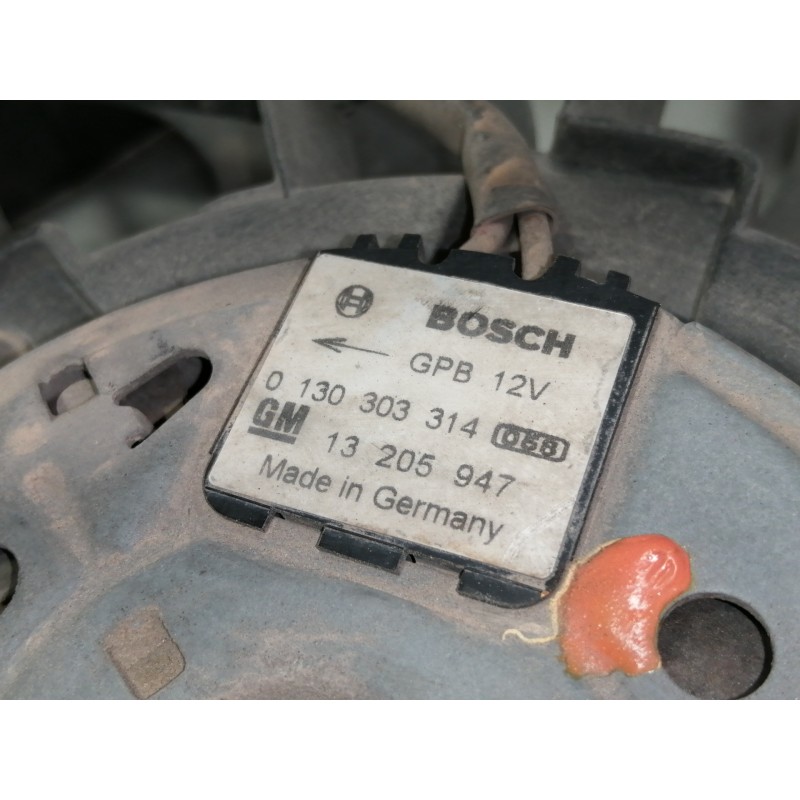 BOSCH
GPB 12V
0 130 303 314 058
GM 13 205 947
Made in Germany